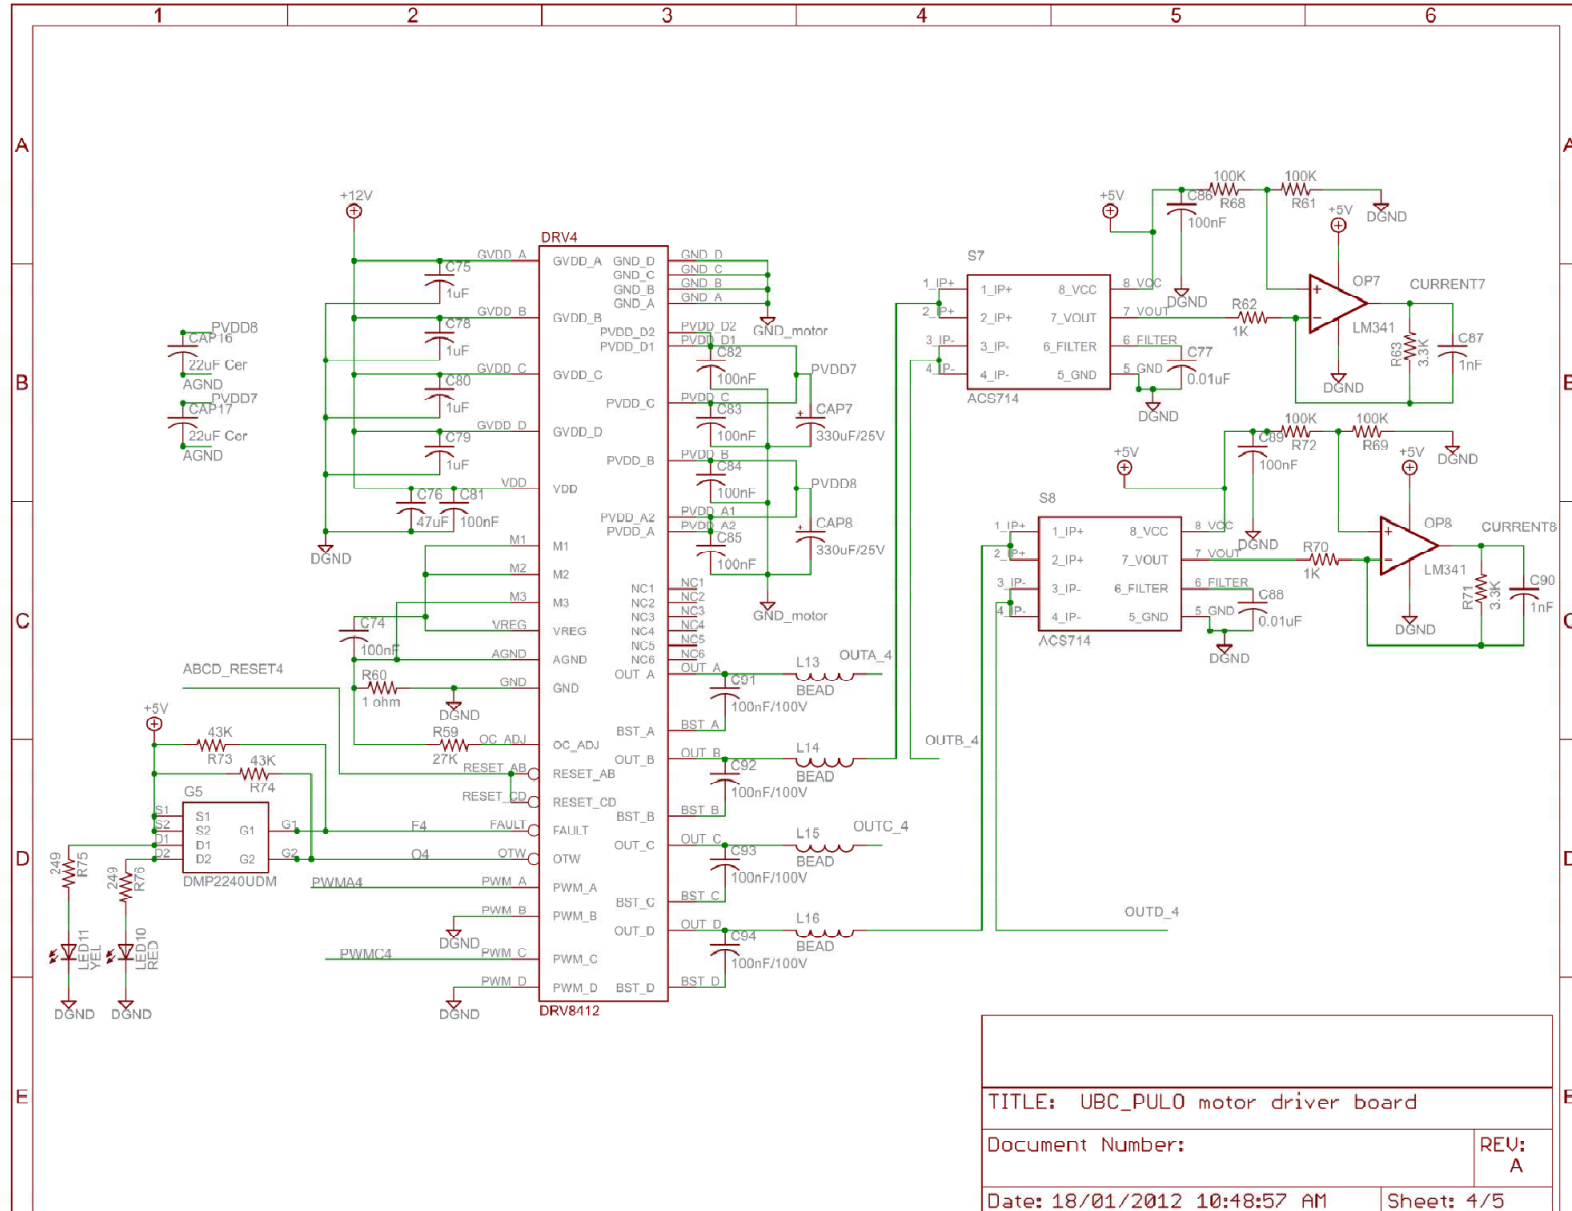 1 2 3 4 5 6
A A
B B
C C
D D
E E
+12V
DRV4
GVDD_A GVDD_A GND_D GND_D
GND_C GND_C
GND_B GND_B
GND_A GND_A
GND_motor
C75
1uF
GVDD_B GVDD_B
C78
1uF
GVDD_C GVDD_C
C80
1uF
GVDD_D GVDD_D
C79
1uF
VDD VDD
C76 C81
47uF 100nF
DGND
PVDD8
CAP16
22uF Cer
AGND
PVDD7
CAP17
22uF Cer
AGND
PVDD_D2 PVDD_D2
PVDD_D1 PVDD_D1
C82
100nF
PVDD7
PVDD_C PVDD_C
C83
100nF
CAP7
330uF/25V
PVDD_B PVDD_B
C84
100nF
PVDD8
PVDD_A2 PVDD_A1
PVDD_A PVDD_A2
C85
100nF
CAP8
330uF/25V
GND_motor
M1 M1
M2 M2
M3 M3
VREG VREG
C74
100nF
AGND AGND
R60
1 ohm
GND GND
DGND
ABCD_RESET4
R59
27K
OC_ADJ OC_ADJ
RESET_AB RESET_AB
RESET_CD RESET_CD
FAULT FAULT
OTW OTW
PWM_A PWM_A
PWM_B PWM_B
DGND
PWM_C PWM_C
PWM_D PWM_D
DGND
DRV8412
NC1 NC1
NC2 NC2
NC3 NC3
NC4 NC4
NC5 NC5
NC6 NC6
OUT_A OUT_A
L13
BEAD
OUTA_4
C91
100nF/100V
BST_A BST_A
OUT_B OUT_B
L14
BEAD
OUTB_4
C92
100nF/100V
BST_B BST_B
OUT_C OUT_C
L15
BEAD
OUTC_4
C93
100nF/100V
BST_C BST_C
OUT_D OUT_D
L16
BEAD
OUTD_4
C94
100nF/100V
BST_D BST_D
+5V
43K
R73
43K
R74
G5
S1 S1
S2 S2 G1 G1
D1 D1
D2 D2 G2 G2
DMP2240UDM
F4
O4
PWMA4
PWMC4
249
R75
249
R76
LED11
YEL
LED10
RED
DGND DGND
S7
1_IP+ 1_IP+ 8_VCC 8_VCC
2_IP+ 2_IP+ 7_VOUT 7_VOUT
3_IP- 3_IP- 6_FILTER 6_FILTER
4_IP- 4_IP- 5_GND 5_GND
ACS714
+5V
C86
100nF
DGND
100K
R68
100K
R61
DGND
+5V
OP7
CURRENT7
R62
1K
LM341
DGND
R63
3.3K
C87
1nF
C77
0.01uF
DGND
S8
1_IP+ 1_IP+ 8_VCC 8_VCC
2_IP+ 2_IP+ 7_VOUT 7_VOUT
3_IP- 3_IP- 6_FILTER 6_FILTER
4_IP- 4_IP- 5_GND 5_GND
ACS714
+5V
C89
100nF
DGND
100K
R72
100K
R69
DGND
+5V
OP8
CURRENT8
R70
1K
LM341
DGND
R71
3.3K
C90
1nF
C88
0.01uF
DGND
TITLE: UBC_PULO motor driver board
Document Number:
REV:
A
Date: 18/01/2012 10:48:57 AM
Sheet: 4/5